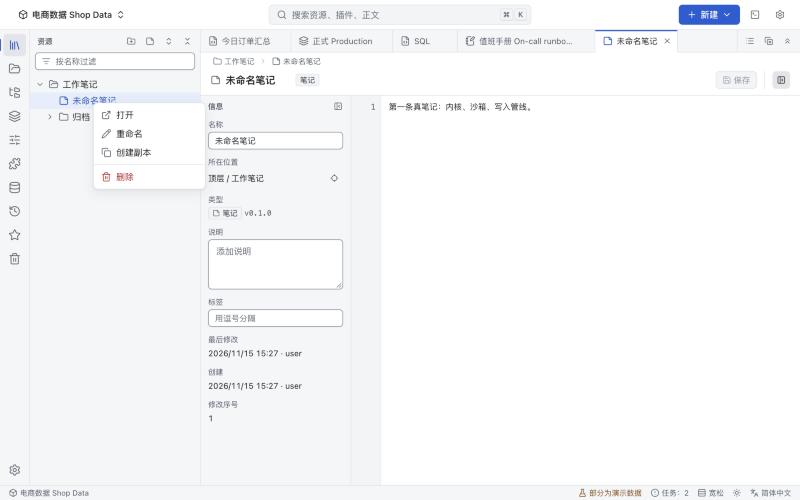 电商数据 Shop Data
搜索资源、插件、正文
⌘ K
新建
资源
今日订单汇总
正式 Production
SQL
值班手册 On-call runbo...
未命名笔记
按名称过滤
工作笔记
未命名笔记
归档
打开
重命名
创建副本
删除
工作笔记
未命名笔记
未命名笔记
笔记
保存
信息
名称
未命名笔记
所在位置
顶层 / 工作笔记
类型
笔记 v0.1.0
说明
添加说明
标签
用逗号分隔
最后修改
2026/11/15 15:27 · user
创建
2026/11/15 15:27 · user
修改序号
1
1
第一条真笔记：内核、沙箱、写入管线。
电商数据 Shop Data
部分为演示数据
任务：2
宽松
简体中文